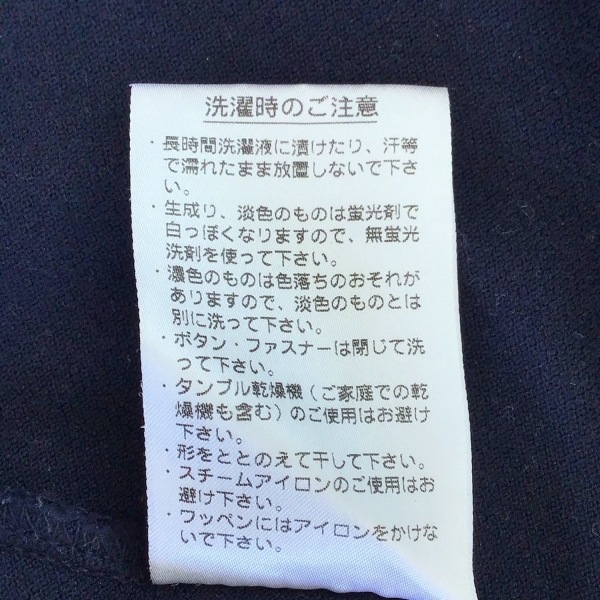 洗濯時のご注意
・長時間洗濯液に漬けたり、汗等
で濡れたまま放置しないで下さ
い。
・生成り、淡色のものは蛍光剤で
白っぽくなりますので、無蛍光
洗剤を使って下さい。
・濃色のものは色落ちのおそれが
ありますので、淡色のものとは
別に洗って下さい。
・ボタン・ファスナーは閉じて洗
って下さい。
・タンブル乾燥機（ご家庭での乾
燥機も含む）のご使用はお避け
下さい。
・形をととのえて干して下さい。
・スチームアイロンのご使用はお
避け下さい。
・ワッペンにはアイロンをかけな
いで下さい。